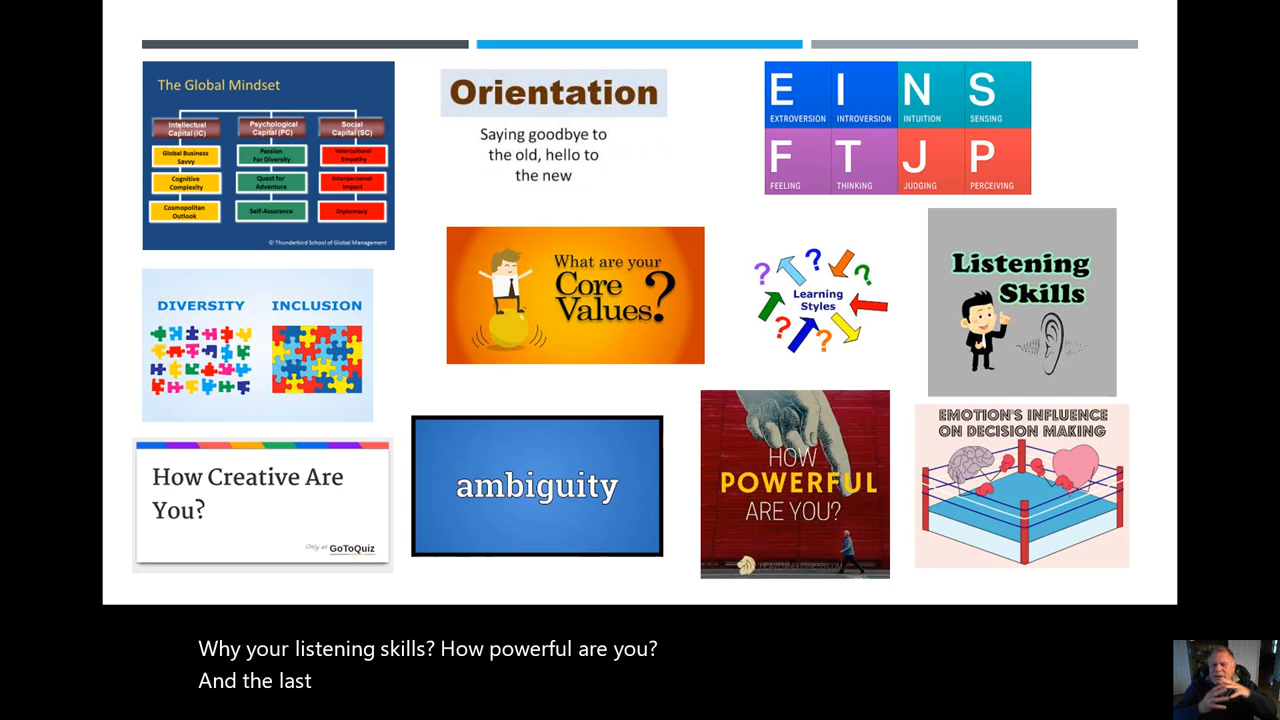 The Global Mindset
Intellectual
Capital (IC)
Psychological
Capital (PC)
Social
Capital (SC)
Global Business
Savvy
Passion
For Diversity
Intercultural
Empathy
Cognitive
Complexity
Quest for
Adventure
Interpersonal
Impact
Cosmopolitan
Outlook
Self-Assurance
Diplomacy
© Thunderbird School of Global Management
Orientation
Saying goodbye to
the old, hello to
the new
E I N S
EXTROVERSION INTROVERSION INTUITION SENSING
F T J P
FEELING THINKING JUDGING PERCEIVING
DIVERSITY INCLUSION
What are your
Core
Values?
? ? ?
Learning
Styles
? ?
Listening
Skills
How Creative Are
You?
Only at GoToQuiz
ambiguity
HOW
POWERFUL
ARE YOU?
EMOTION'S INFLUENCE
ON DECISION MAKING
Why your listening skills? How powerful are you?
And the last